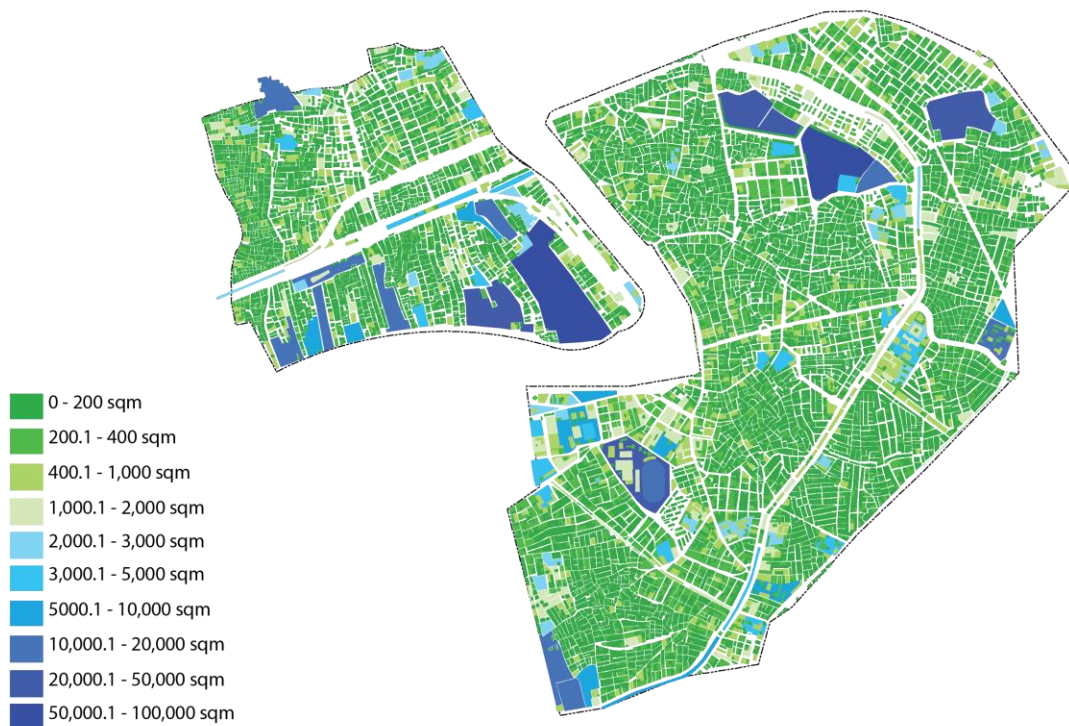 0 - 200 sqm
200.1 - 400 sqm
400.1 - 1,000 sqm
1,000.1 - 2,000 sqm
2,000.1 - 3,000 sqm
3,000.1 - 5,000 sqm
5000.1 - 10,000 sqm
10,000.1 - 20,000 sqm
20,000.1 - 50,000 sqm
50,000.1 - 100,000 sqm